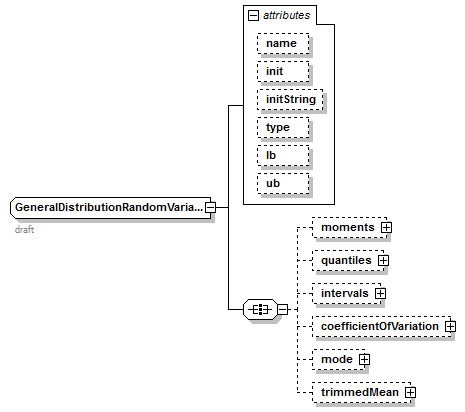 attributes
name
init
initString
type
lb
ub
GeneralDistributionRandomVaria...
draft
moments
quantiles
intervals
coefficientOfVariation
mode
trimmedMean